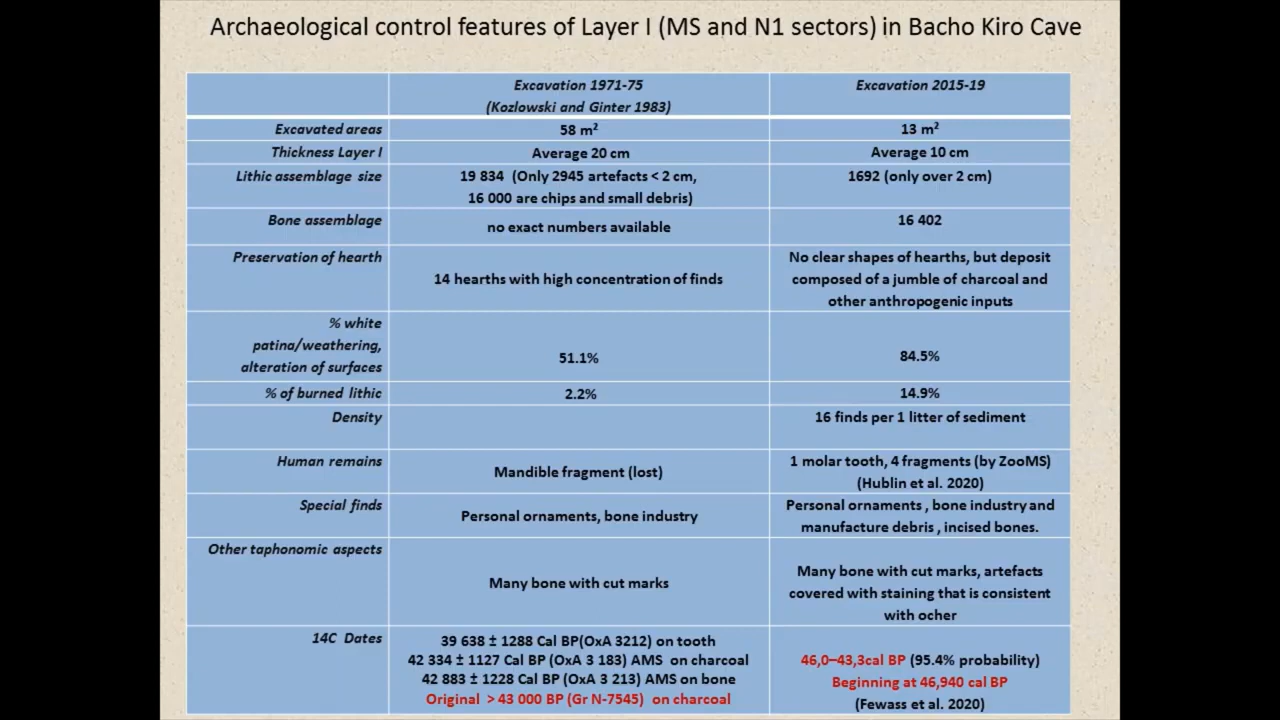 Archaeological control features of Layer I (MS and N1 sectors) in Bacho Kiro Cave
Excavation 1971-75
(Kozlowski and Ginter 1983)
Excavation 2015-19
Excavated areas
58 m²
13 m²
Thickness Layer I
Average 20 cm
Average 10 cm
Lithic assemblage size
19 834 (Only 2945 artefacts < 2 cm,
16 000 are chips and small debris)
1692 (only over 2 cm)
Bone assemblage
no exact numbers available
16 402
Preservation of hearth
14 hearths with high concentration of finds
No clear shapes of hearths, but deposit
composed of a jumble of charcoal and
other anthropogenic inputs
% white
patina/weathering,
alteration of surfaces
51.1%
84.5%
% of burned lithic
2.2%
14.9%
Density
16 finds per 1 litter of sediment
Human remains
Mandible fragment (lost)
1 molar tooth, 4 fragments (by ZooMS)
(Hublin et al. 2020)
Special finds
Personal ornaments, bone industry
Personal ornaments , bone industry and
manufacture debris , incised bones.
Other taphonomic aspects
Many bone with cut marks
Many bone with cut marks, artefacts
covered with staining that is consistent
with ocher
14C Dates
39 638 ± 1288 Cal BP(OxA 3212) on tooth
42 334 ± 1127 Cal BP (OxA 3 183) AMS on charcoal
42 883 ± 1228 Cal BP (OxA 3 213) AMS on bone
Original > 43 000 BP (Gr N-7545) on charcoal
46,0–43,3cal BP (95.4% probability)
Beginning at 46,940 cal BP
(Fewass et al. 2020)